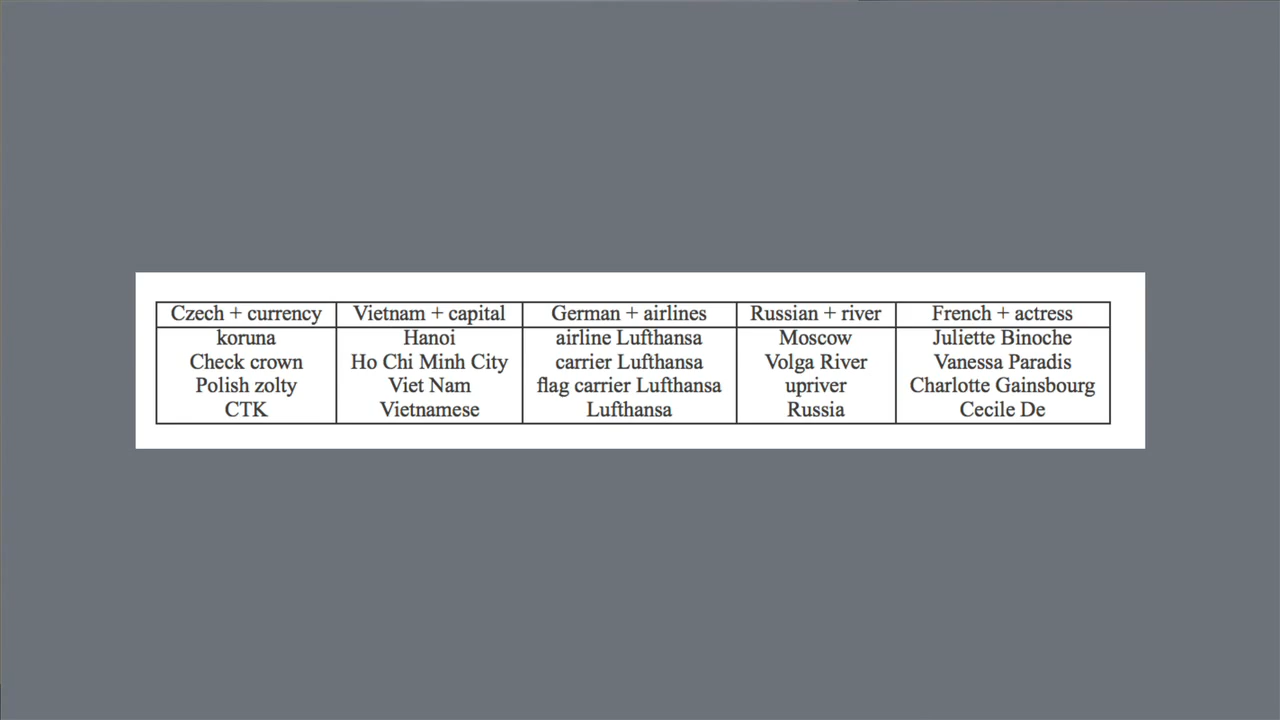 Czech + currency Vietnam + capital German + airlines Russian + river French + actress
koruna Hanoi airline Lufthansa Moscow Juliette Binoche
Check crown Ho Chi Minh City carrier Lufthansa Volga River Vanessa Paradis
Polish zolty Viet Nam flag carrier Lufthansa upriver Charlotte Gainsbourg
CTK Vietnamese Lufthansa Russia Cecile De